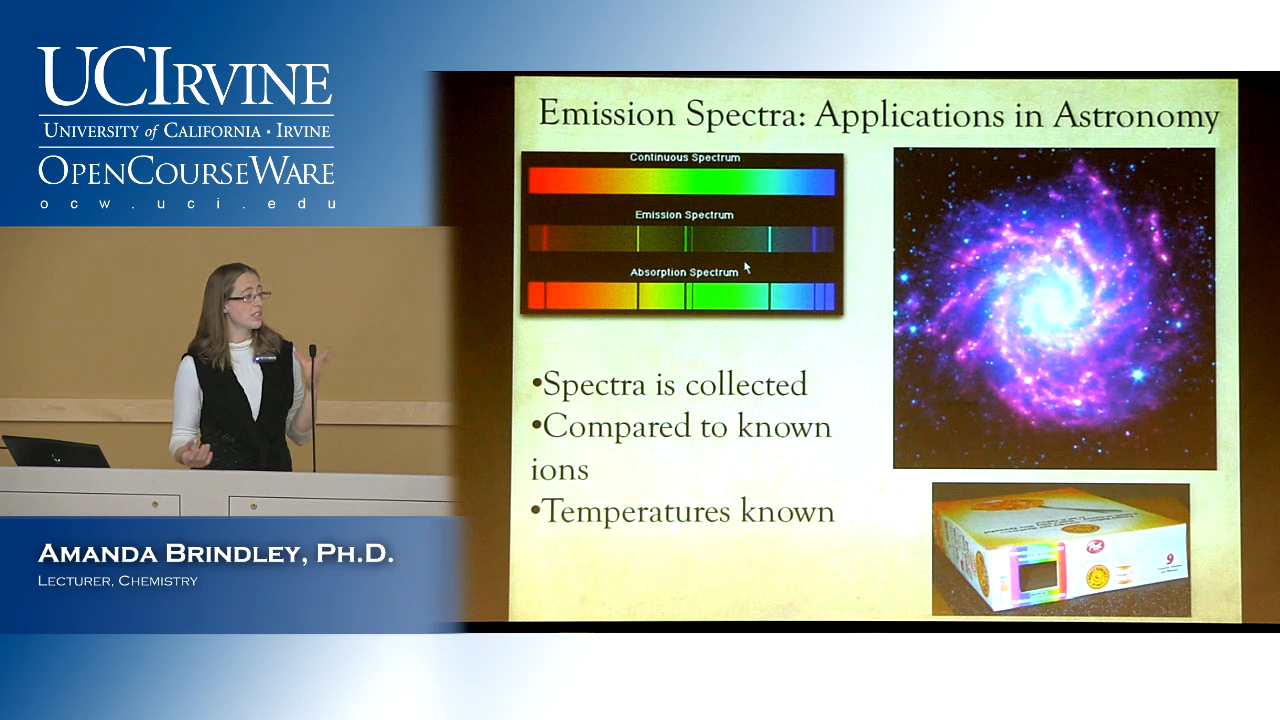 UCIRVINE
UNIVERSITY of CALIFORNIA · IRVINE
OPENCOURSEWARE
ocw.uci.edu
Emission Spectra: Applications in Astronomy
Continuous Spectrum
Emission Spectrum
Absorption Spectrum
•Spectra is collected
•Compared to known
ions
•Temperatures known
Post
9
AMANDA BRINDLEY, PH.D.
LECTURER, CHEMISTRY